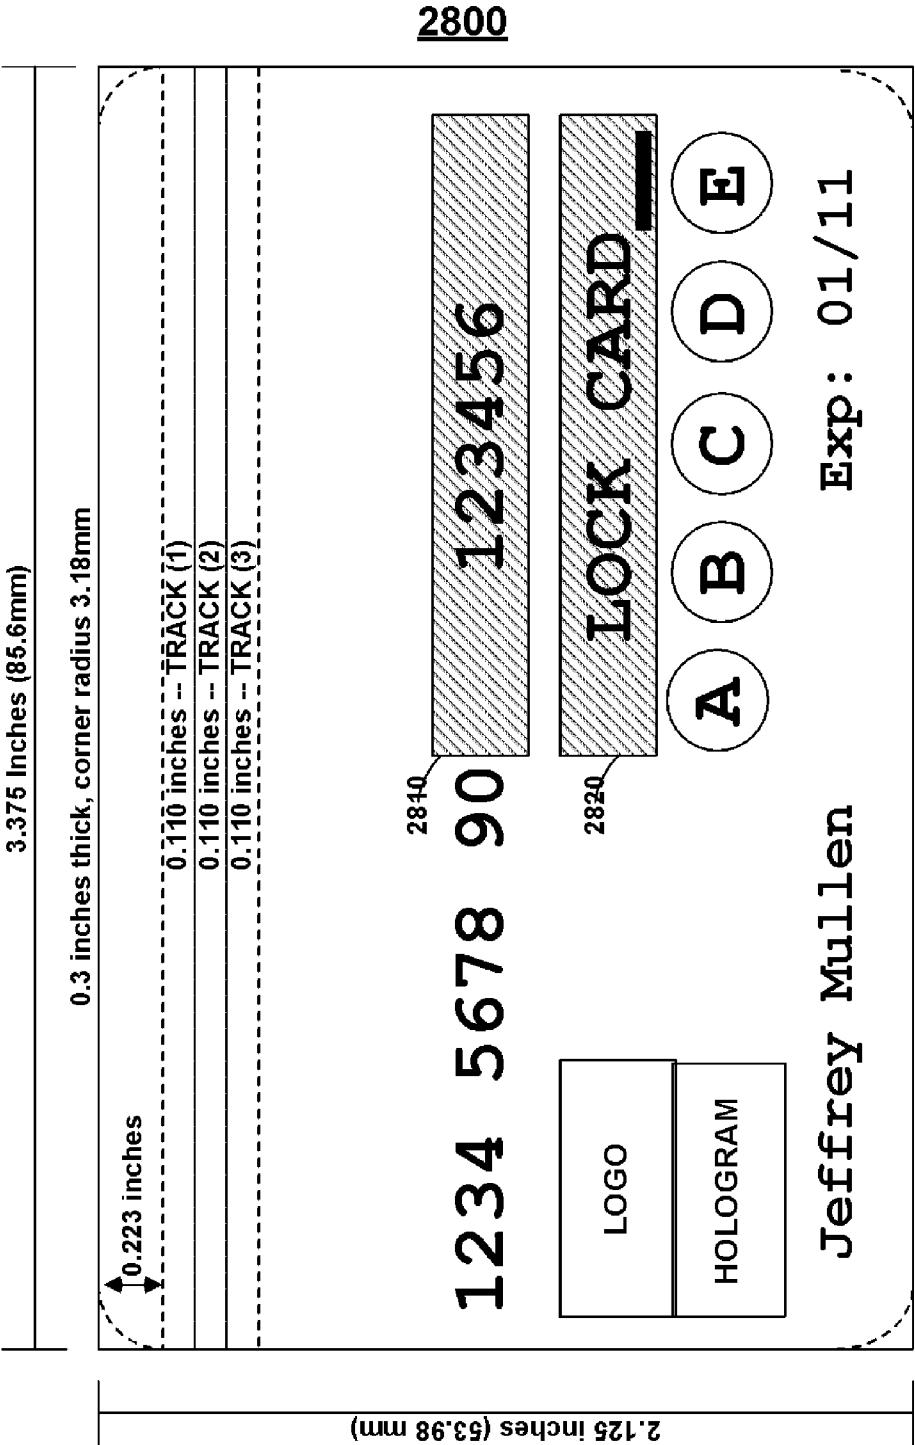 2800
3.375 Inches (85.6mm)
0.3 inches thick, corner radius 3.18mm
0.223 inches
0.110 inches -- TRACK (1)
0.110 inches -- TRACK (2)
0.110 inches -- TRACK (3)
2810
1234 5678 90 123456
2820
LOCK CARD_
LOGO
HOLOGRAM
A B C D E
Jeffrey Mullen Exp: 01/11
2.125 inches (53.98 mm)